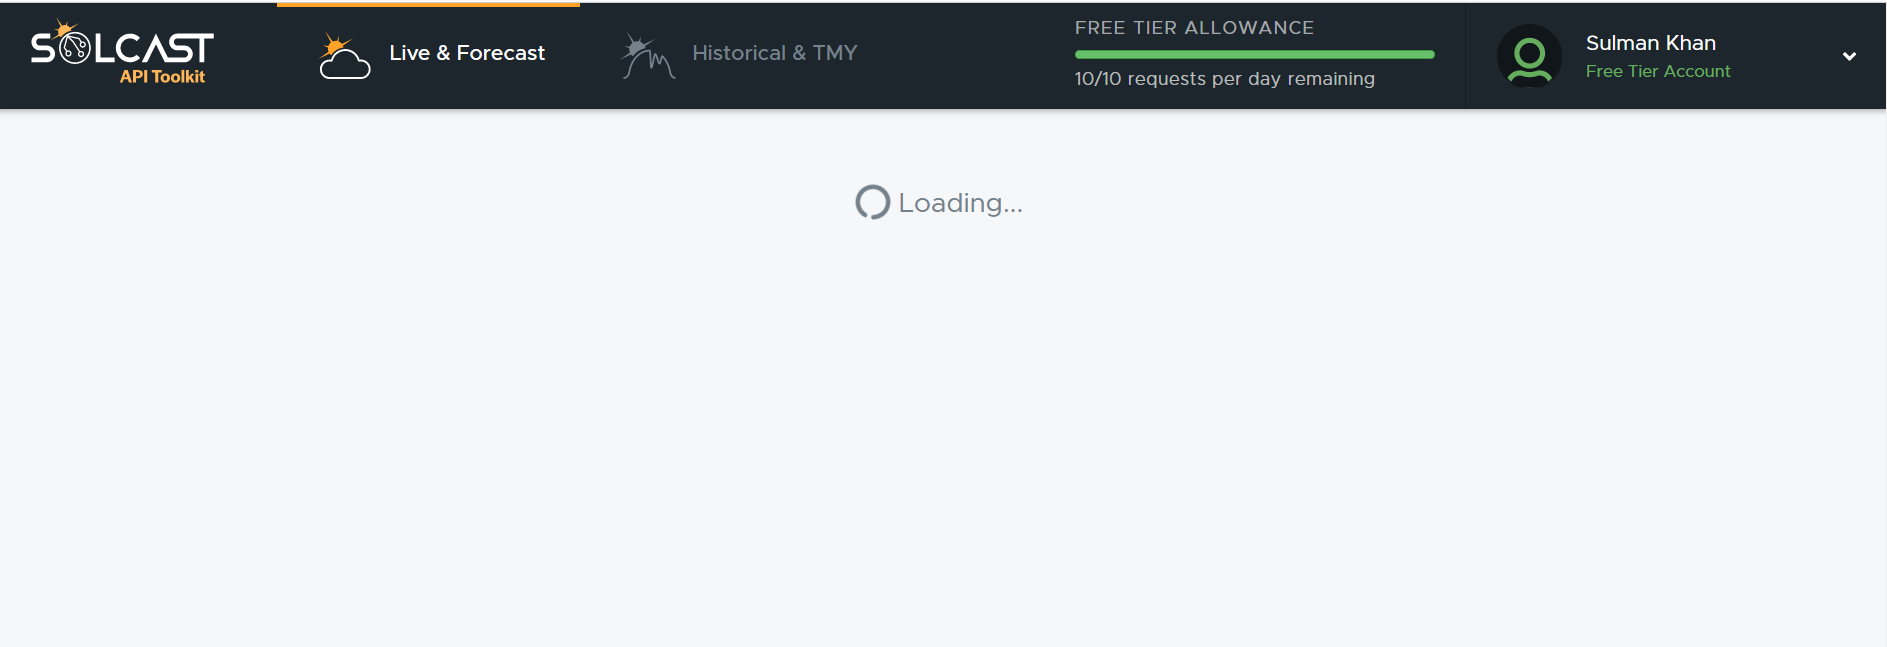 SOLCAST
API Toolkit
Live & Forecast
Historical & TMY
FREE TIER ALLOWANCE
10/10 requests per day remaining
Sulman Khan
Free Tier Account
Loading...